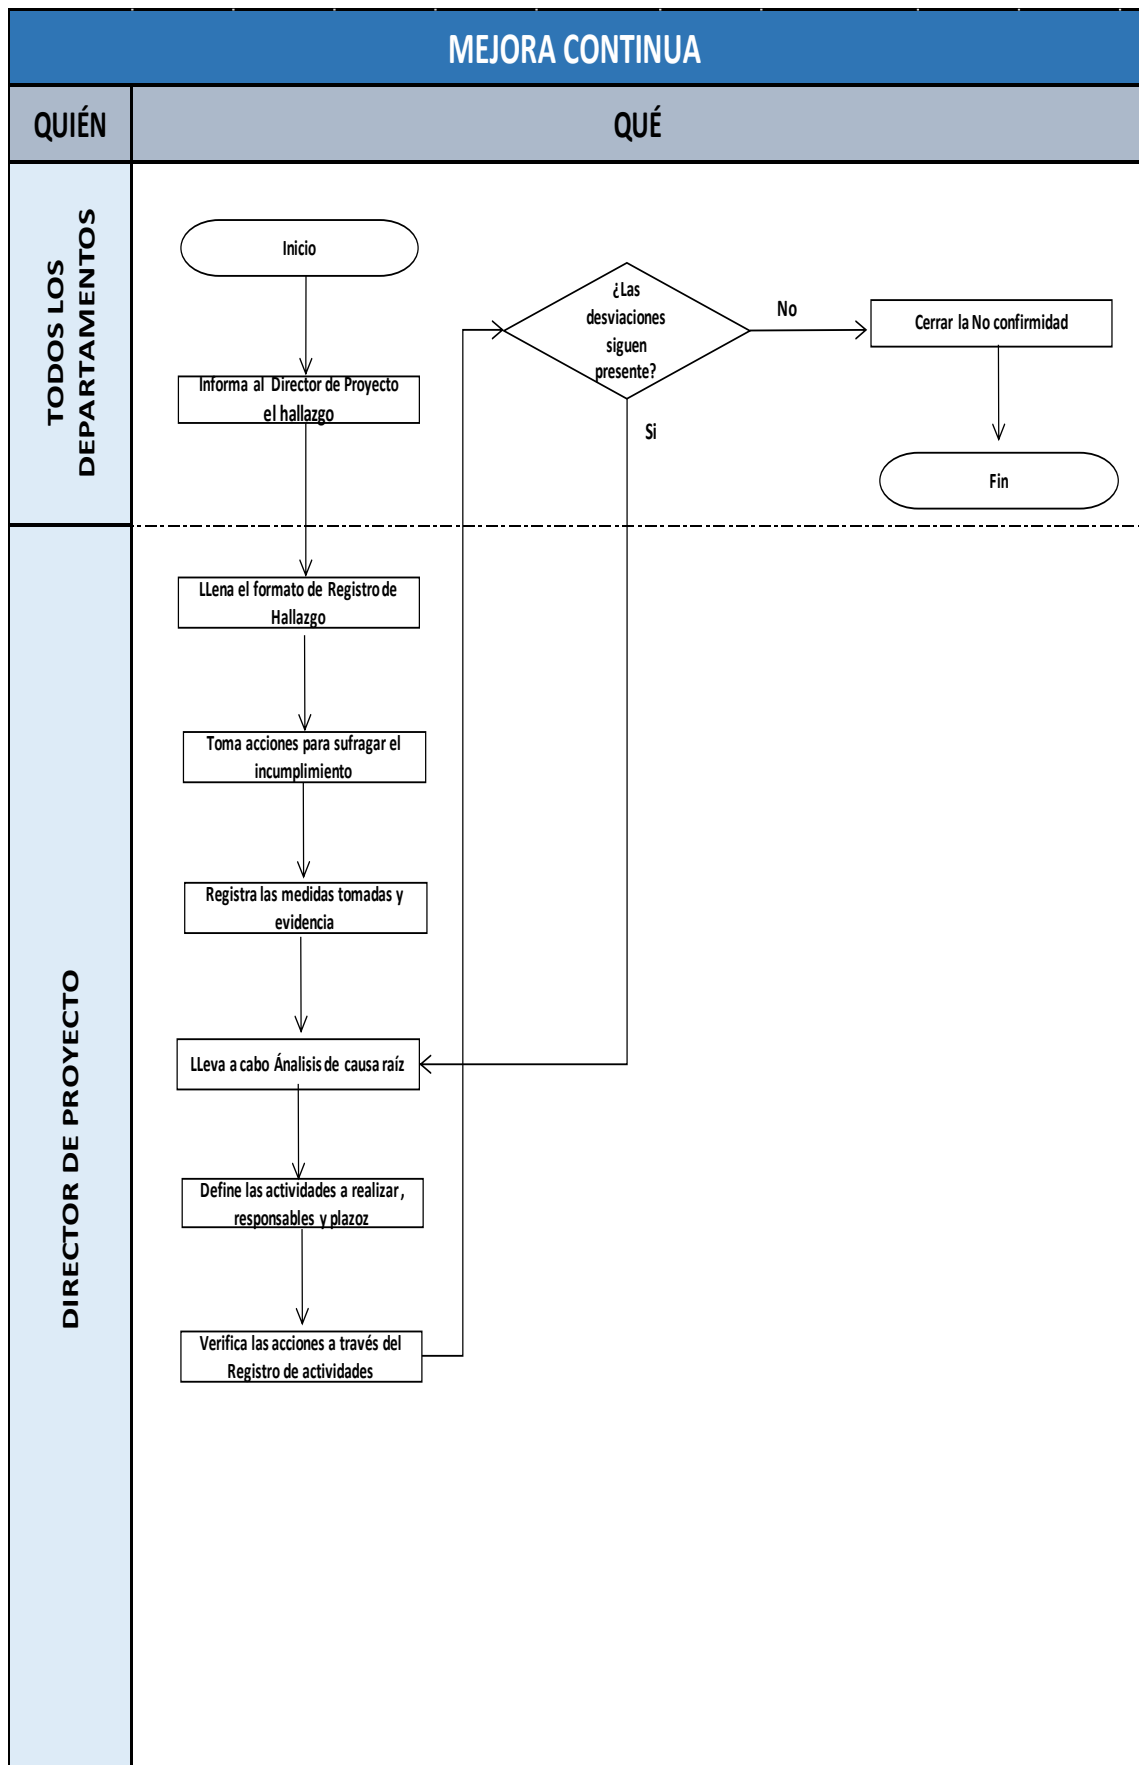 MEJORA CONTINUA
QUIÉN
QUÉ
TODOS LOS
DEPARTAMENTOS
Inicio
Informa al Director de Proyecto
el hallazgo
¿Las
desviaciones
siguen
presente?
No
Si
Cerrar la No confirmidad
Fin
DIRECTOR DE PROYECTO
LLena el formato de Registro de
Hallazgo
Toma acciones para sufragar el
incumplimiento
Registra las medidas tomadas y
evidencia
LLeva a cabo Ánalisis de causa raíz
Define las actividades a realizar ,
responsables y plazoz
Verifica las acciones a través del
Registro de actividades